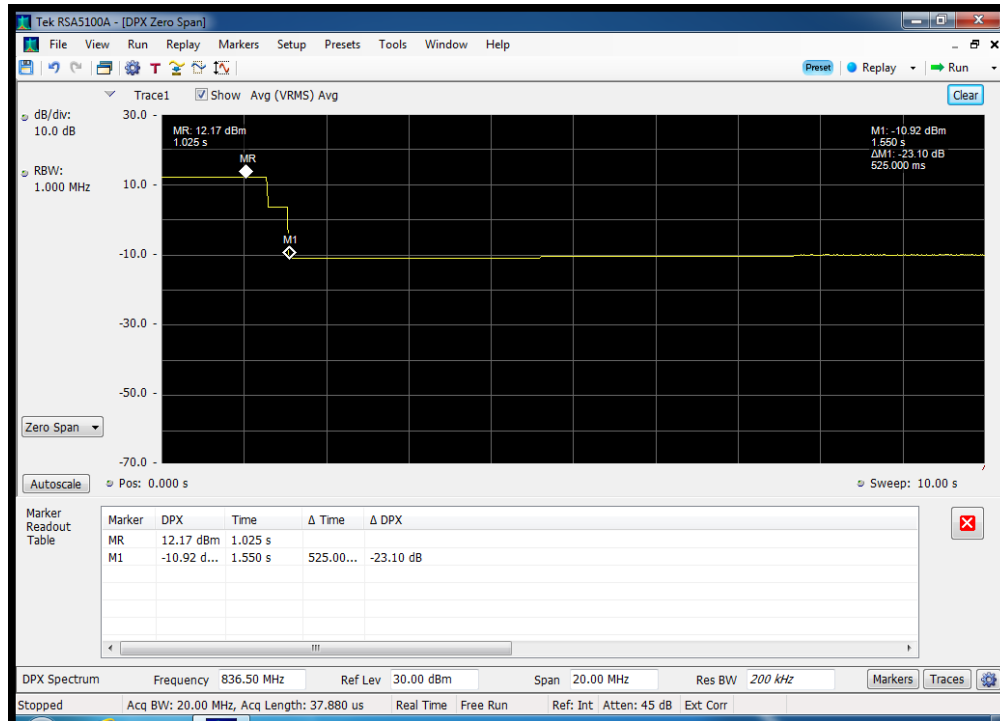 Tek RSA5100A - [DPX Zero Span]
File View Run Replay Markers Setup Presets Tools Window Help
T Preset Replay Run
Trace1 Show Avg (VRMS) Avg Clear
dB/div:
10.0 dB
RBW:
1.000 MHz
30.0
10.0
-10.0
-30.0
-50.0
-70.0
MR: 12.17 dBm
1.025 s
MR
M1
M1: -10.92 dBm
1.550 s
ΔM1: -23.10 dB
525.000 ms
Zero Span
Autoscale Pos: 0.000 s Sweep: 10.00 s
Marker
Readout
Table
Marker DPX Time Δ Time Δ DPX
MR 12.17 dBm 1.025 s
M1 -10.92 d... 1.550 s 525.00... -23.10 dB
DPX Spectrum Frequency 836.50 MHz Ref Lev 30.00 dBm Span 20.00 MHz Res BW 200 kHz Markers Traces
Stopped Acq BW: 20.00 MHz, Acq Length: 37.880 us Real Time Free Run Ref: Int Atten: 45 dB Ext Corr